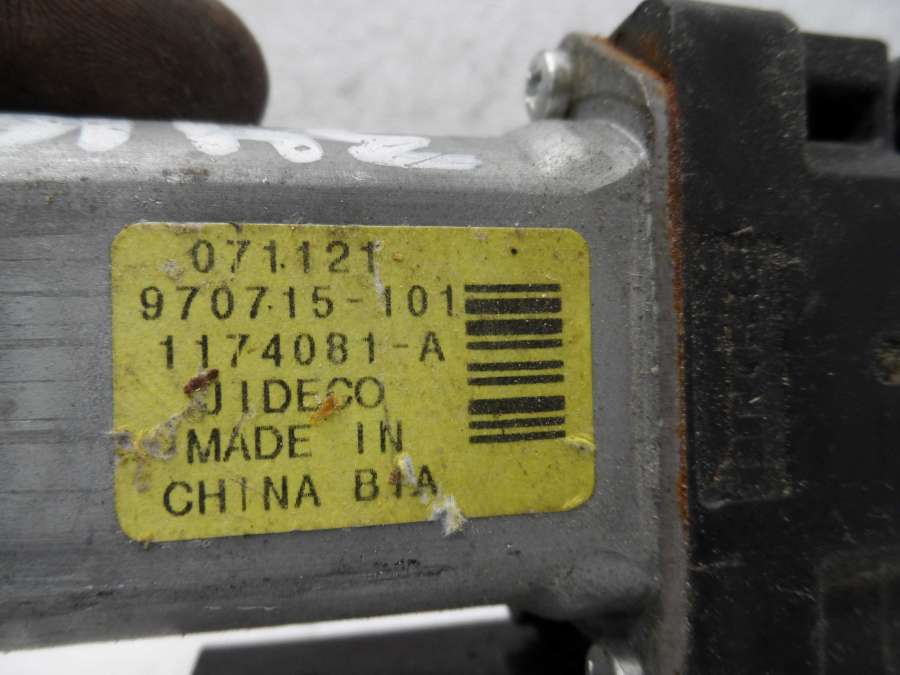 071121
970715-101
1174081-A
JIDECO
MADE IN
CHINA B1A